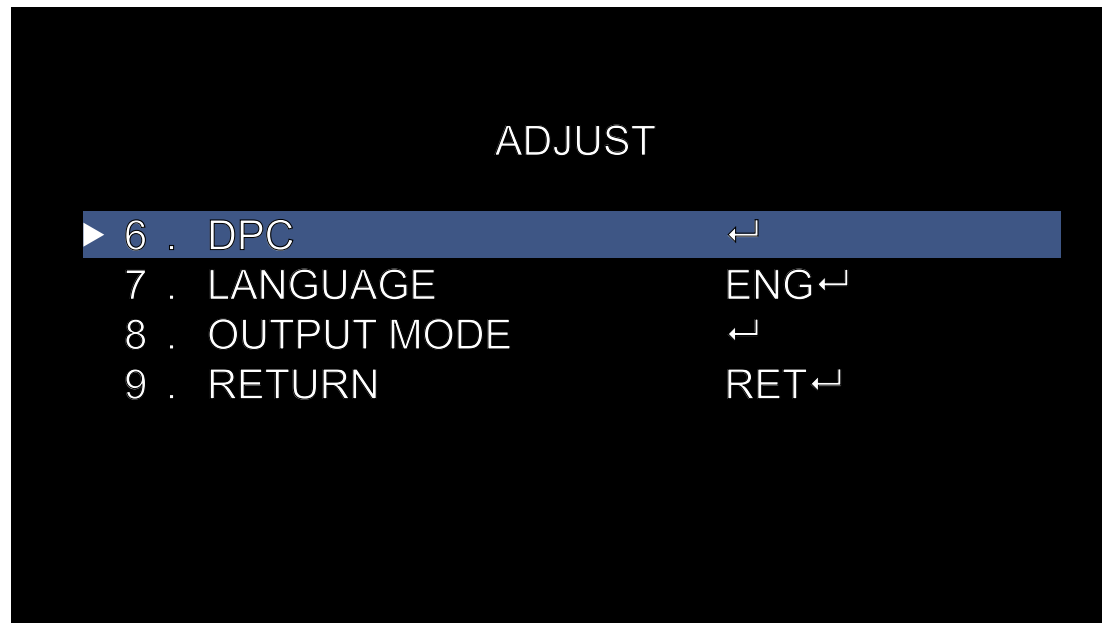 ADJUST
▶ 6 . DPC ↵
7 . LANGUAGE ENG↵
8 . OUTPUT MODE ↵
9 . RETURN RET↵